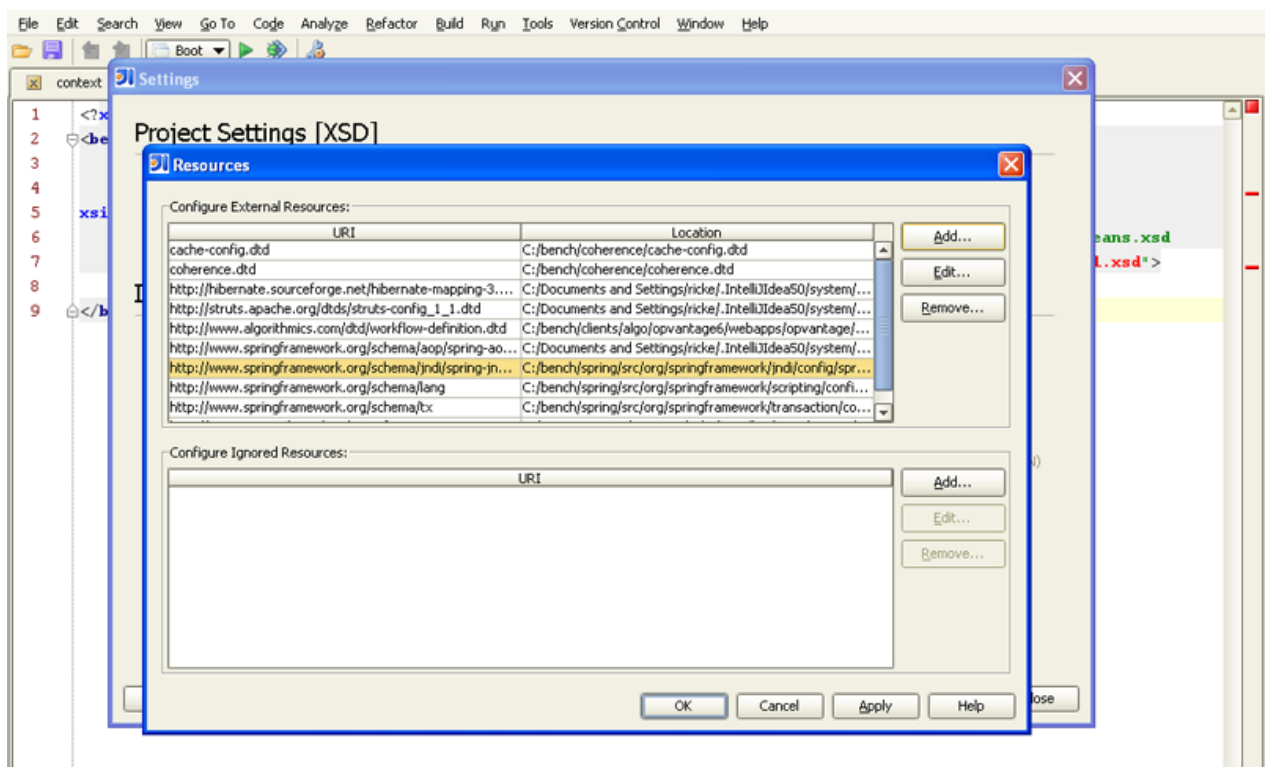 File Edit Search View Go To Code Analyze Refactor Build Run Tools Version Control Window Help
Boot
context
Settings
1 <?x
2 <be
3
4
5 xsi
6 eans.xsd
7 l.xsd">
8
9 </b
Project Settings [XSD]
Resources
Configure External Resources:
URI Location
cache-config.dtd C:/bench/coherence/cache-config.dtd
coherence.dtd C:/bench/coherence/coherence.dtd
http://hibernate.sourceforge.net/hibernate-mapping-3.... C:/Documents and Settings/ricke/.IntelliJIdea50/system/...
http://struts.apache.org/dtds/struts-config_1_1.dtd C:/Documents and Settings/ricke/.IntelliJIdea50/system/...
http://www.algorithmics.com/dtd/workflow-definition.dtd C:/bench/clients/algo/opvantage6/webapps/opvantage/...
http://www.springframework.org/schema/aop/spring-ao... C:/Documents and Settings/ricke/.IntelliJIdea50/system/...
http://www.springframework.org/schema/jndi/spring-jn... C:/bench/spring/src/org/springframework/jndi/config/spr...
http://www.springframework.org/schema/lang C:/bench/spring/src/org/springframework/scripting/confi...
http://www.springframework.org/schema/tx C:/bench/spring/src/org/springframework/transaction/co...
Add...
Edit...
Remove...
Configure Ignored Resources:
URI
Add...
Edit...
Remove...
OK Cancel Apply Help
lose